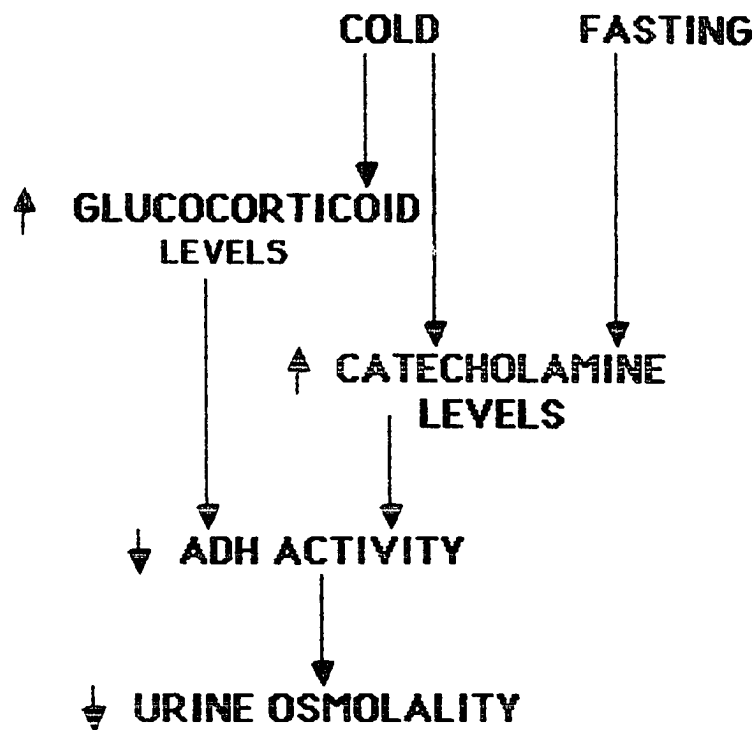 COLD FASTING
GLUCOCORTICOID
LEVELS
CATECHOLAMINE
LEVELS
ADH ACTIVITY
URINE OSMOLALITY